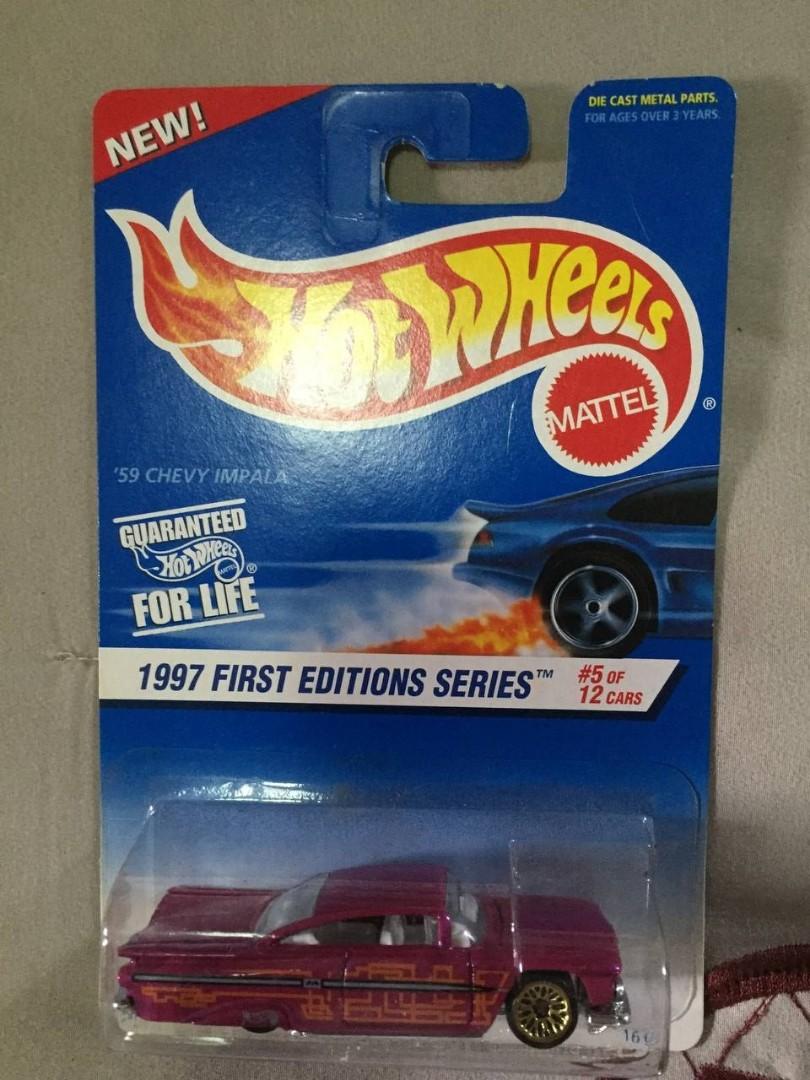 NEW!
DIE CAST METAL PARTS.
FOR AGES OVER 3 YEARS.
Hot Wheels
MATTEL
®
'59 CHEVY IMPALA
GUARANTEED
Hot Wheels
MATTEL
®
FOR LIFE
1997 FIRST EDITIONS SERIES™
#5 OF
12 CARS